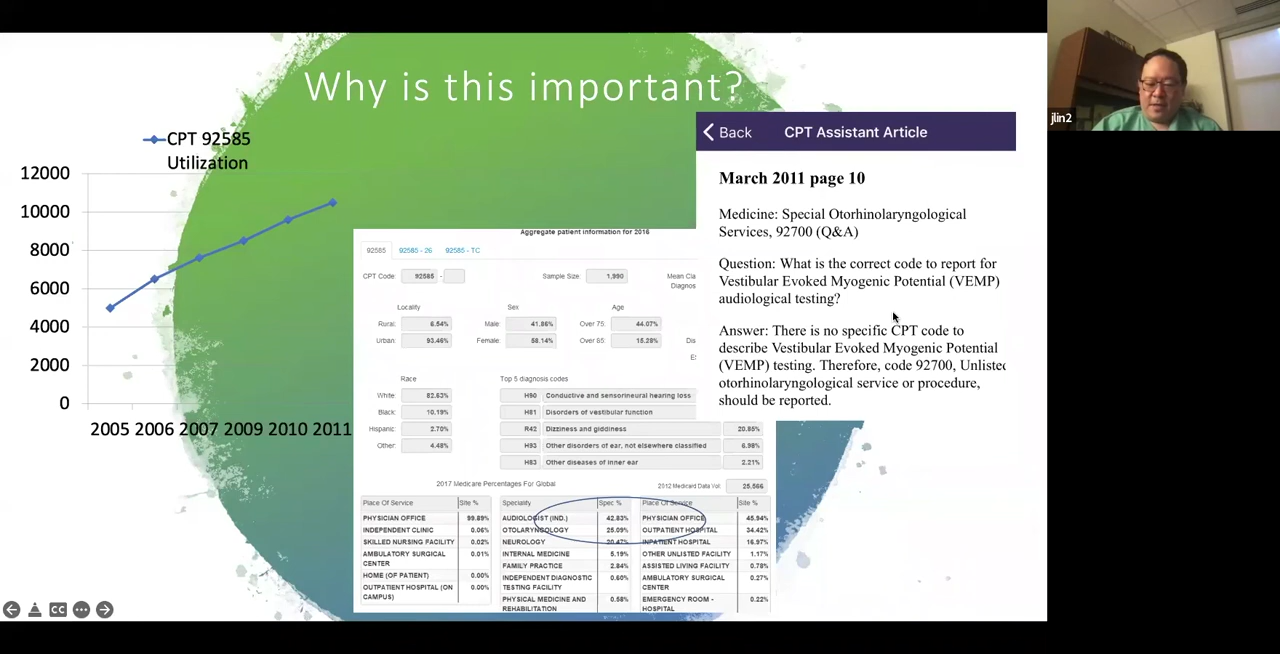 Why is this important?
CPT 92585
Utilization
12000
10000
8000
6000
4000
2000
0
2005 2006 2007 2009 2010 2011
Aggregate patient information for 2016
92585 92585 - 26 92585 - TC
CPT Code: 92585 - Sample Size: 1,990 Mean Cla
Diagnos
Locality Sex Age
Rural: 6.54% Male: 41.86% Over 75: 44.07%
Urban: 93.46% Female: 58.14% Over 85: 15.28% Dis
Race Top 5 diagnosis codes
White: 82.63% H90 Conductive and sensorineural hearing loss
Black: 10.19% H81 Disorders of vestibular function
Hispanic: 2.70% R42 Dizziness and giddiness 20.85%
Other: 4.48% H93 Other disorders of ear, not elsewhere classified 6.98%
H83 Other diseases of inner ear 2.21%
2017 Medicare Percentages For Global 2012 Medicaid Data Vol: 25,566
Place Of Service Site % Specialty Spec % Place Of Service Site %
PHYSICIAN OFFICE 99.89% AUDIOLOGIST (IND.) 42.83% PHYSICIAN OFFICE 45.94%
INDEPENDENT CLINIC 0.06% OTOLARYNGOLOGY 25.09% OUTPATIENT HOSPITAL 34.42%
SKILLED NURSING FACILITY 0.02% NEUROLOGY 20.47% INPATIENT HOSPITAL 16.97%
AMBULATORY SURGICAL CENTER 0.01% INTERNAL MEDICINE 5.19% OTHER UNLISTED FACILITY 1.17%
HOME (OF PATIENT) 0.00% FAMILY PRACTICE 2.84% ASSISTED LIVING FACILITY 0.78%
OUTPATIENT HOSPITAL (ON CAMPUS) 0.00% INDEPENDENT DIAGNOSTIC TESTING FACILITY 0.60% AMBULATORY SURGICAL CENTER 0.27%
PHYSICAL MEDICINE AND REHABILITATION 0.58% EMERGENCY ROOM - HOSPITAL 0.22%
Back CPT Assistant Article
March 2011 page 10
Medicine: Special Otorhinolaryngological
Services, 92700 (Q&A)
Question: What is the correct code to report for
Vestibular Evoked Myogenic Potential (VEMP)
audiological testing?
Answer: There is no specific CPT code to
describe Vestibular Evoked Myogenic Potential
(VEMP) testing. Therefore, code 92700, Unlisted
otorhinolaryngological service or procedure,
should be reported.
CC
jlin2